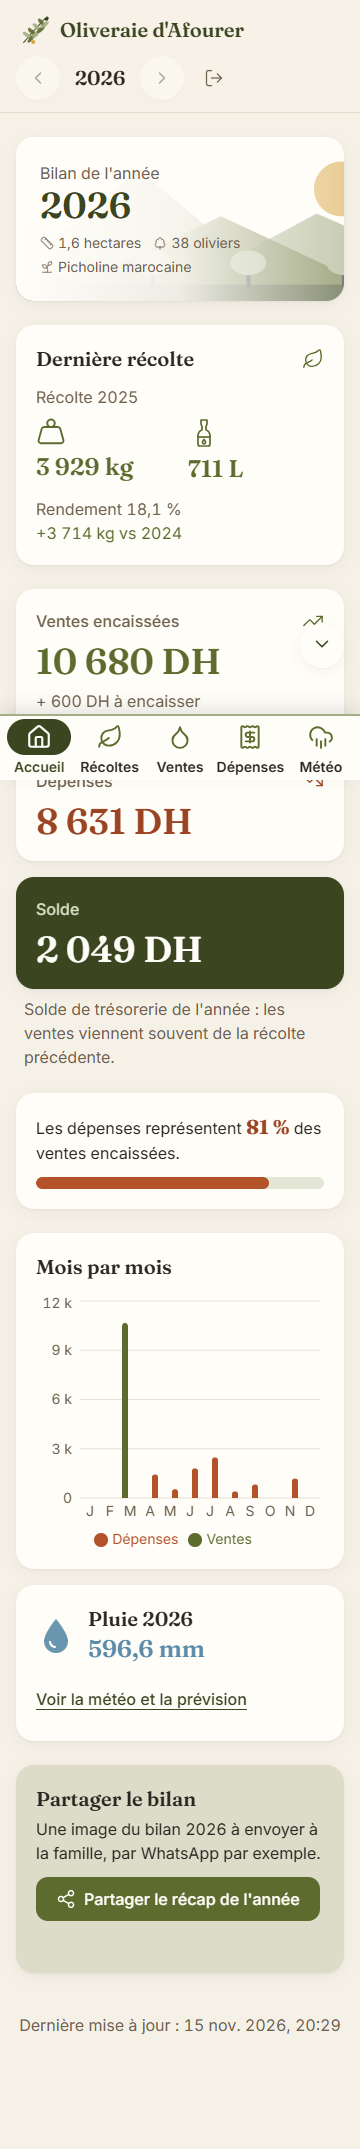 Oliveraie d'Afourer
2026
Bilan de l'année
2026
1,6 hectares 38 oliviers
Picholine marocaine
Dernière récolte
Récolte 2025
3 929 kg 711 L
Rendement 18,1 %
+3 714 kg vs 2024
Ventes encaissées
10 680 DH
+ 600 DH à encaisser
Accueil Récoltes Ventes Dépenses Météo
Dépenses
8 631 DH
Solde
2 049 DH
Solde de trésorerie de l'année : les
ventes viennent souvent de la récolte
précédente.
Les dépenses représentent 81 % des
ventes encaissées.
Mois par mois
12 k
9 k
6 k
3 k
0
J F M A M J J A S O N D
Dépenses Ventes
Pluie 2026
596,6 mm
Voir la météo et la prévision
Partager le bilan
Une image du bilan 2026 à envoyer à
la famille, par WhatsApp par exemple.
Partager le récap de l'année
Dernière mise à jour : 15 nov. 2026, 20:29